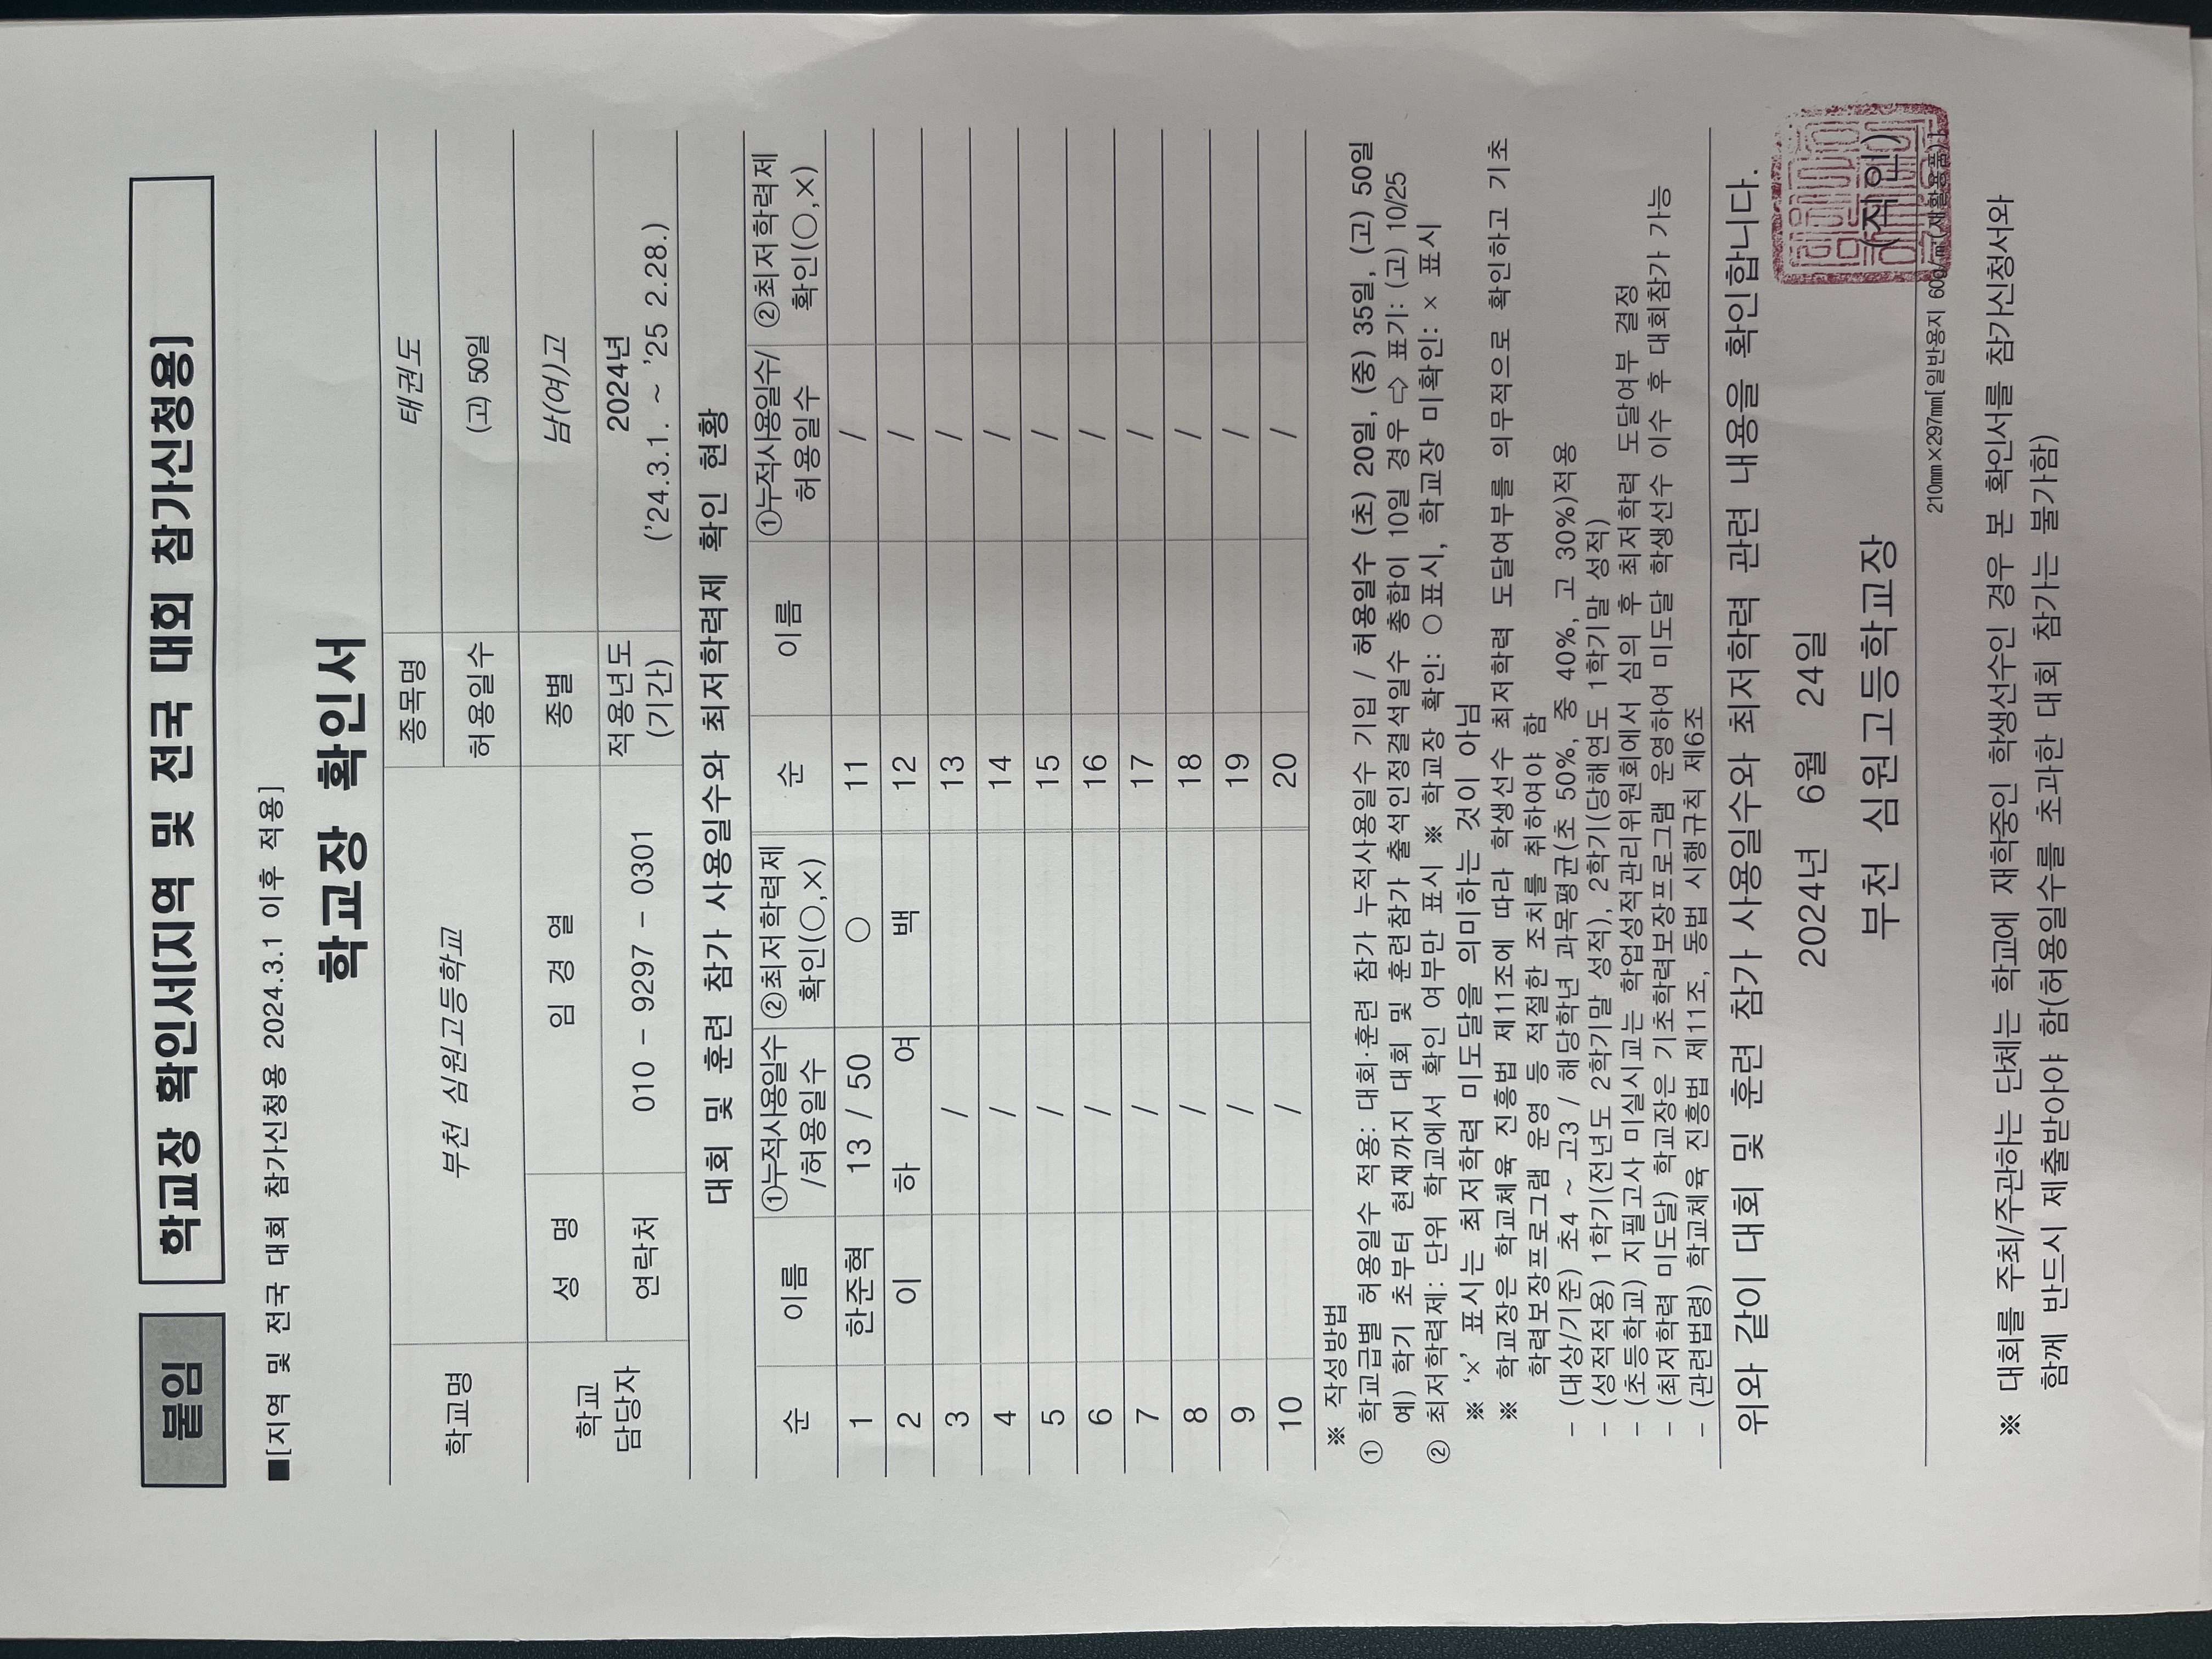 붙임
학교장 확인서[지역 및 전국 대회 참가신청용]
■[지역 및 전국 대회 참가신청용 2024.3.1 이후 적용]
학교장 확인서
학교명 부천 심원고등학교 종목명 태권도
허용일수 (고) 50일
학교 담당자 성 명 임 경 열 종별 남(여)고
연락처 010 - 9297 - 0301 적용년도 (기간) 2024년 ('24.3.1. ~ '25 2.28.)
대회 및 훈련 참가 사용일수와 최저학력제 확인 현황
순 이름 ①누적사용일수/허용일수 ②최저학력제 확인(○,×) 순 이름 ①누적사용일수/허용일수 ②최저학력제 확인(○,×)
1 한준혁 13 / 50 ○ 11 /
2 이 하 여 백 12 /
3 / 13 /
4 / 14 /
5 / 15 /
6 / 16 /
7 / 17 /
8 / 18 /
9 / 19 /
10 / 20 /
※ 작성방법
① 학교급별 허용일수 적용: 대회·훈련 참가 누적사용일수 기입 / 허용일수 (초) 20일, (중) 35일, (고) 50일
예) 학기 초부터 현재까지 대회 및 훈련참가 출석인정결석일수 총합이 10일 경우 ⇨ 표기: (고) 10/25
② 최저학력제: 단위 학교에서 확인 여부만 표시 ※ 학교장 확인: ○표시, 학교장 미확인: × 표시
※ '×' 표시는 최저학력 미도달을 의미하는 것이 아님
※ 학교장은 학교체육 진흥법 제11조에 따라 학생선수 최저학력 도달여부를 의무적으로 확인하고 기초
학력보장프로그램 운영 등 적절한 조치를 취하여야 함
- (대상/기준) 초4 ~ 고3 / 해당학년 과목평균(초 50%, 중 40%, 고 30%)적용
- (성적적용) 1학기(전년도 2학기말 성적), 2학기(당해연도 1학기말 성적)
- (초등학교) 지필고사 미실시교는 학업성적관리위원회에서 심의 후 최저학력 도달여부 결정
- (최저학력 미도달) 학교장은 기초학력보장프로그램 운영하여 미도달 학생선수 이수 후 대회참가 가능
- (관련법령) 학교체육 진흥법 제11조, 동법 시행규칙 제6조
위와 같이 대회 및 훈련 참가 사용일수와 최저학력 관련 내용을 확인합니다.
2024년 6월 24일
부천 심원고등학교장 (직인)
210㎜×297㎜[일반용지 60g/㎡(재활용품)]
※ 대회를 주최/주관하는 단체는 학교에 재학중인 학생선수인 경우 본 확인서를 참가신청서와
함께 반드시 제출받아야 함(허용일수를 초과한 대회 참가는 불가함)